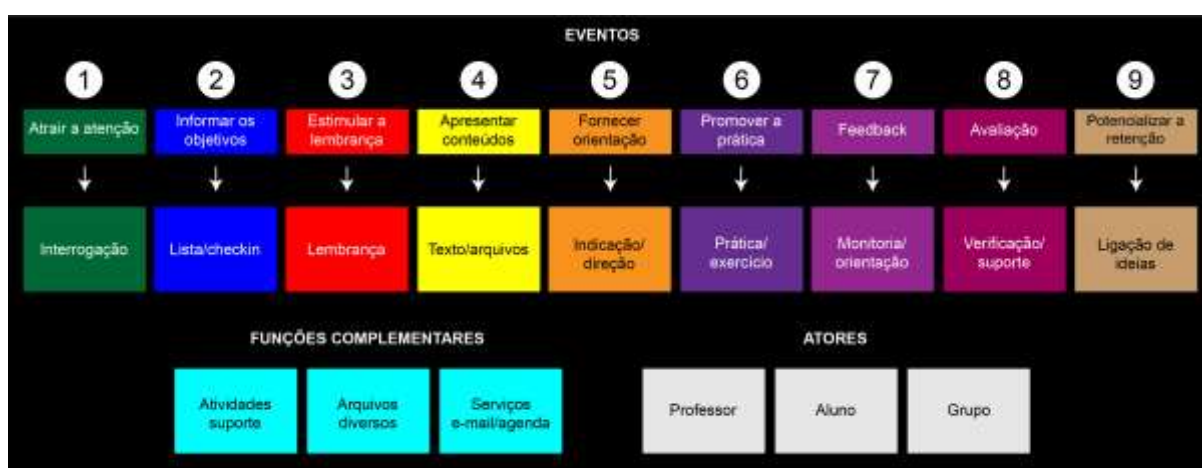 EVENTOS
1 2 3 4 5 6 7 8 9
Atrair a atenção
Informar os
objetivos
Estimular a
lembrança
Apresentar
conteúdos
Fornecer
orientação
Promover a
prática
Feedback
Avaliação
Potencializar a
retenção
Interrogação
Lista/checkin
Lembrança
Texto/arquivos
Indicação/
direção
Prática/
exercício
Monitoria/
orientação
Verificação/
suporte
Ligação de
ideias
FUNÇÕES COMPLEMENTARES
Atividades
suporte
Arquivos
diversos
Serviços
e-mail/agenda
ATORES
Professor
Aluno
Grupo